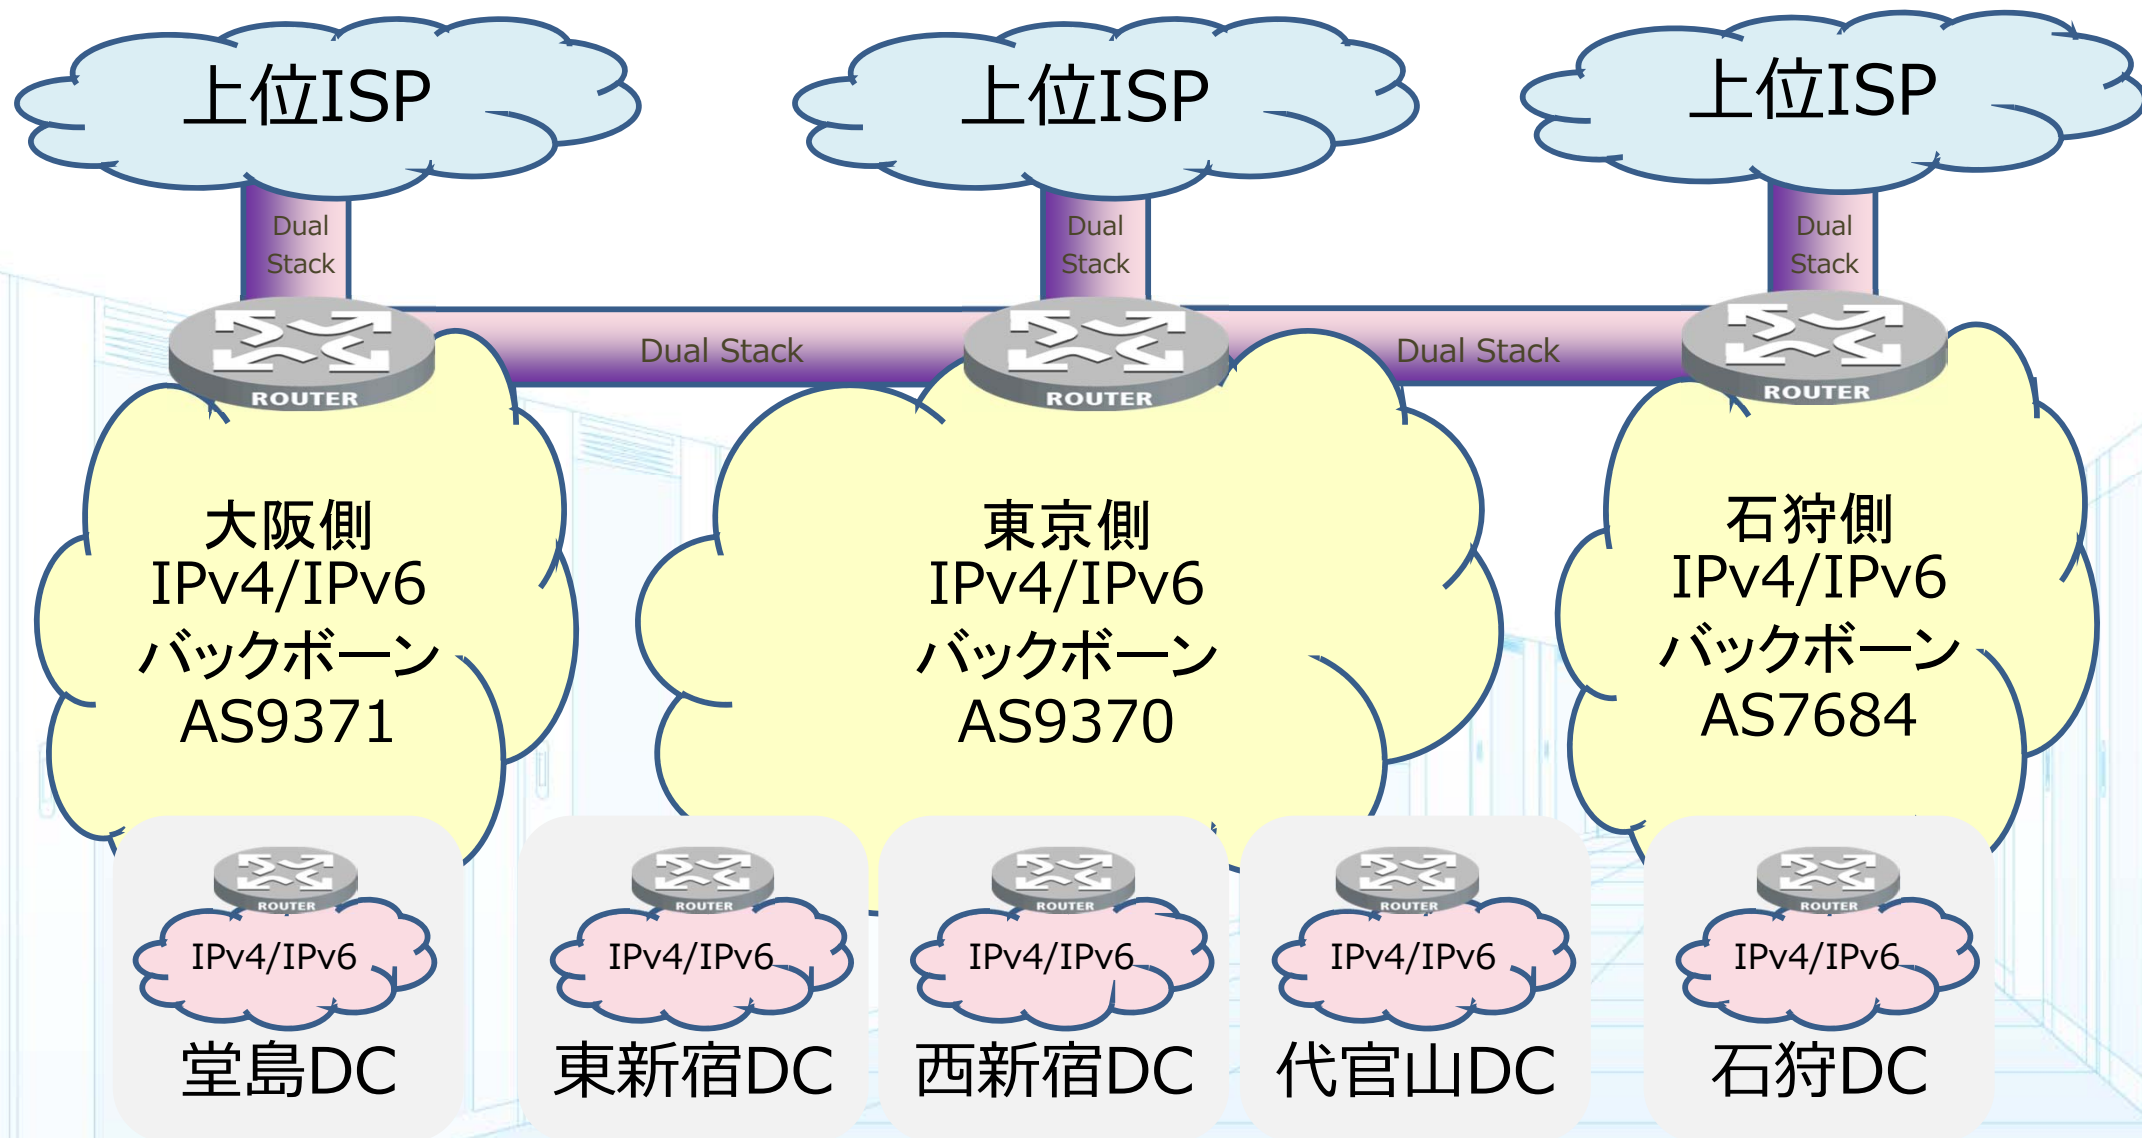 上位ISP
上位ISP
上位ISP
Dual
Stack
Dual
Stack
Dual
Stack
ROUTER
Dual Stack
ROUTER
Dual Stack
ROUTER
大阪側
IPv4/IPv6
バックボーン
AS9371
東京側
IPv4/IPv6
バックボーン
AS9370
石狩側
IPv4/IPv6
バックボーン
AS7684
ROUTER
IPv4/IPv6
堂島DC
ROUTER
IPv4/IPv6
東新宿DC
ROUTER
IPv4/IPv6
西新宿DC
ROUTER
IPv4/IPv6
代官山DC
ROUTER
IPv4/IPv6
石狩DC